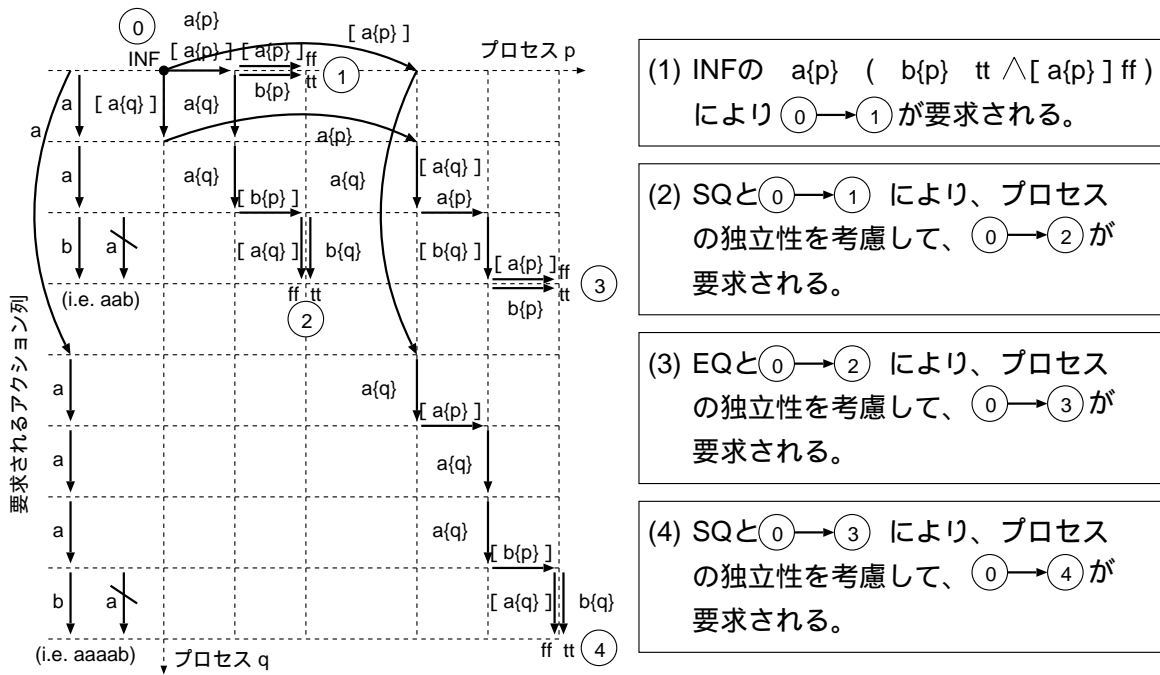 0
a{p}
[ a{p} ]
プロセス p
INF
[ a{p} ]
[ a{p} ]
ff
tt
1
b{p}
a
[ a{q} ]
a{q}
a
a{p}
[ a{q} ]
a
a{q}
a{q}
[ b{p} ]
a{p}
b
a
[ a{q} ]
b{q}
[ b{q} ]
[ a{p} ]
ff
tt
3
b{p}
(i.e. aab)
ff tt
2
要求されるアクション列
a
a{q}
[ a{p} ]
a
a{q}
a
a{q}
[ b{p} ]
b
a
[ a{q} ]
b{q}
(i.e. aaaab)
プロセス q
ff tt
4
(1) INFの a{p} ( b{p} tt ∧[ a{p} ] ff )
により 0→1 が要求される。
(2) SQと 0→1 により、プロセス
の独立性を考慮して、 0→2 が
要求される。
(3) EQと 0→2 により、プロセス
の独立性を考慮して、 0→3 が
要求される。
(4) SQと 0→3 により、プロセス
の独立性を考慮して、 0→4 が
要求される。